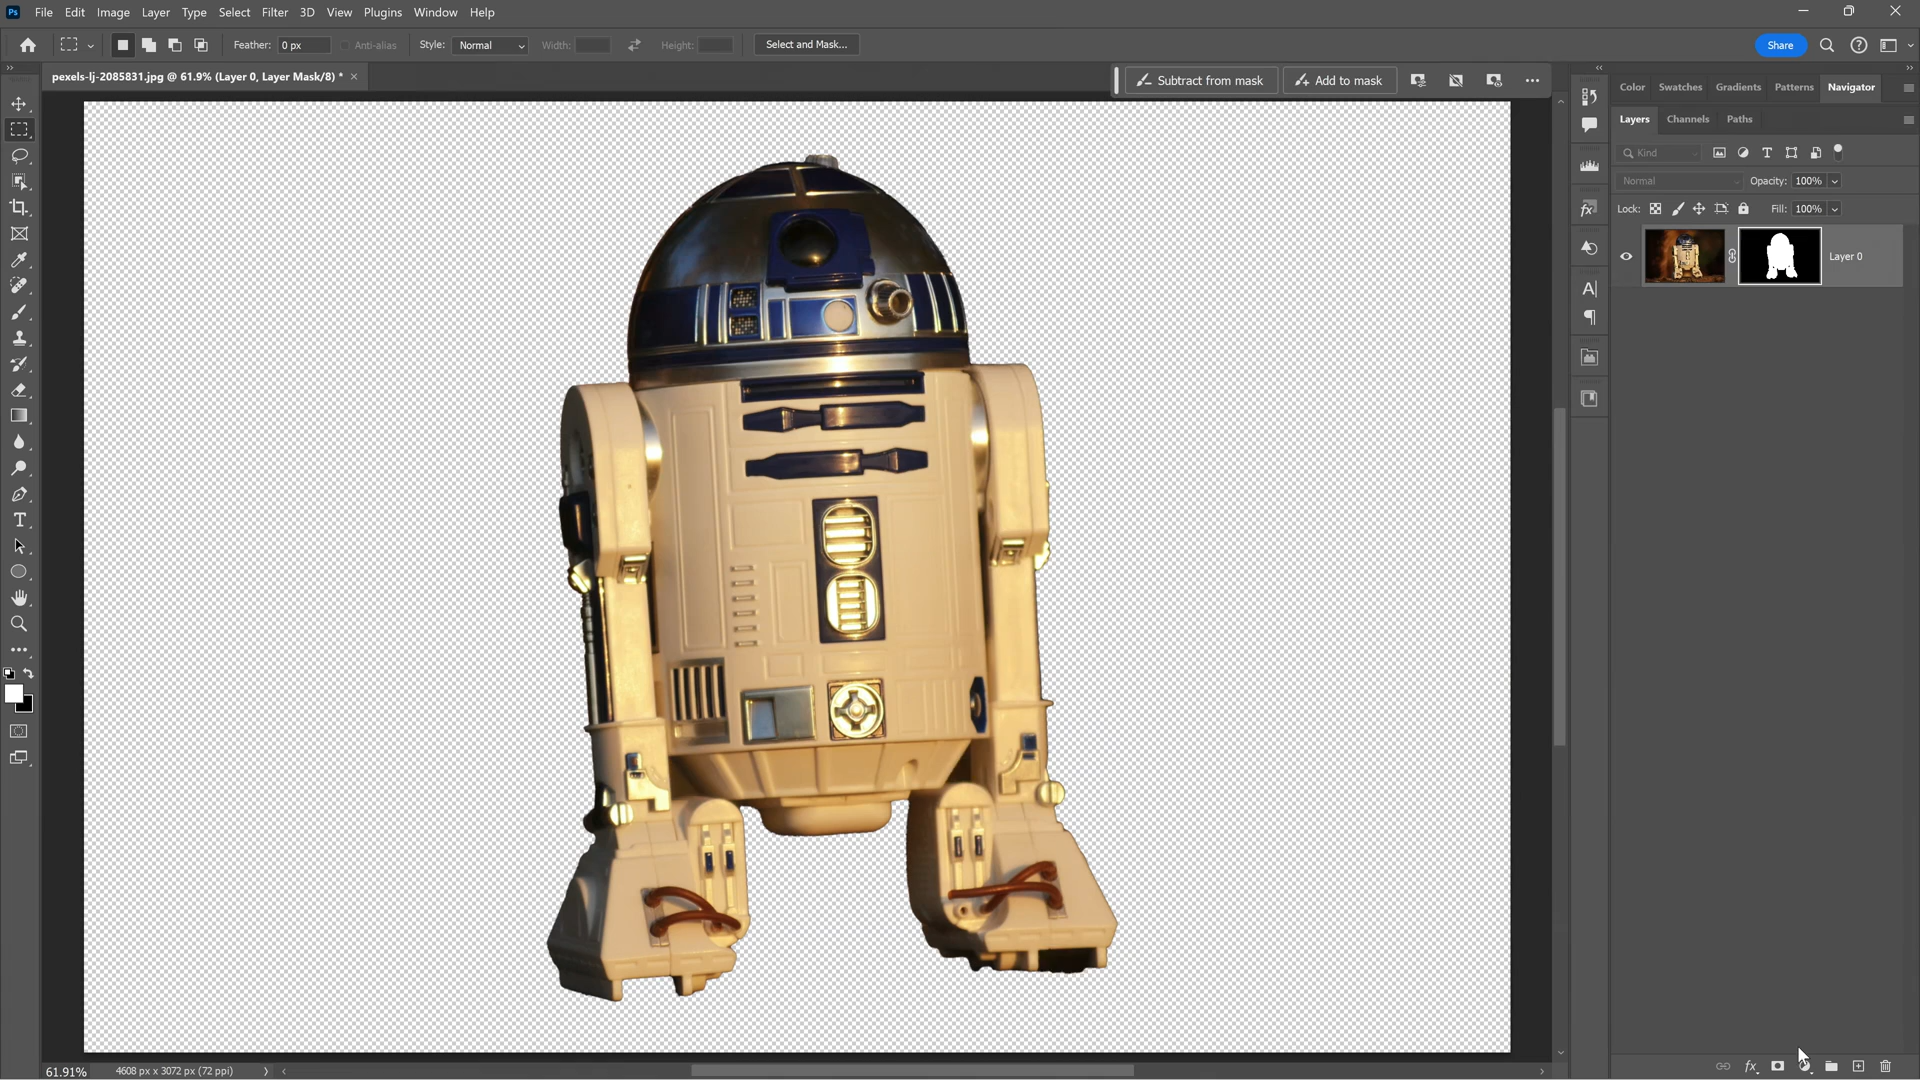 Ps File Edit Image Layer Type Select Filter 3D View Plugins Window Help
Feather: 0 px Anti-alias Style: Normal Width: Height: Select and Mask... Share
pexels-lj-2085831.jpg @ 61.9% (Layer 0, Layer Mask/8) * ×
Subtract from mask Add to mask
Color Swatches Gradients Patterns Navigator
Layers Channels Paths
Kind
Normal Opacity: 100%
Lock: Fill: 100%
Layer 0
61.91% 4608 px x 3072 px (72 ppi)